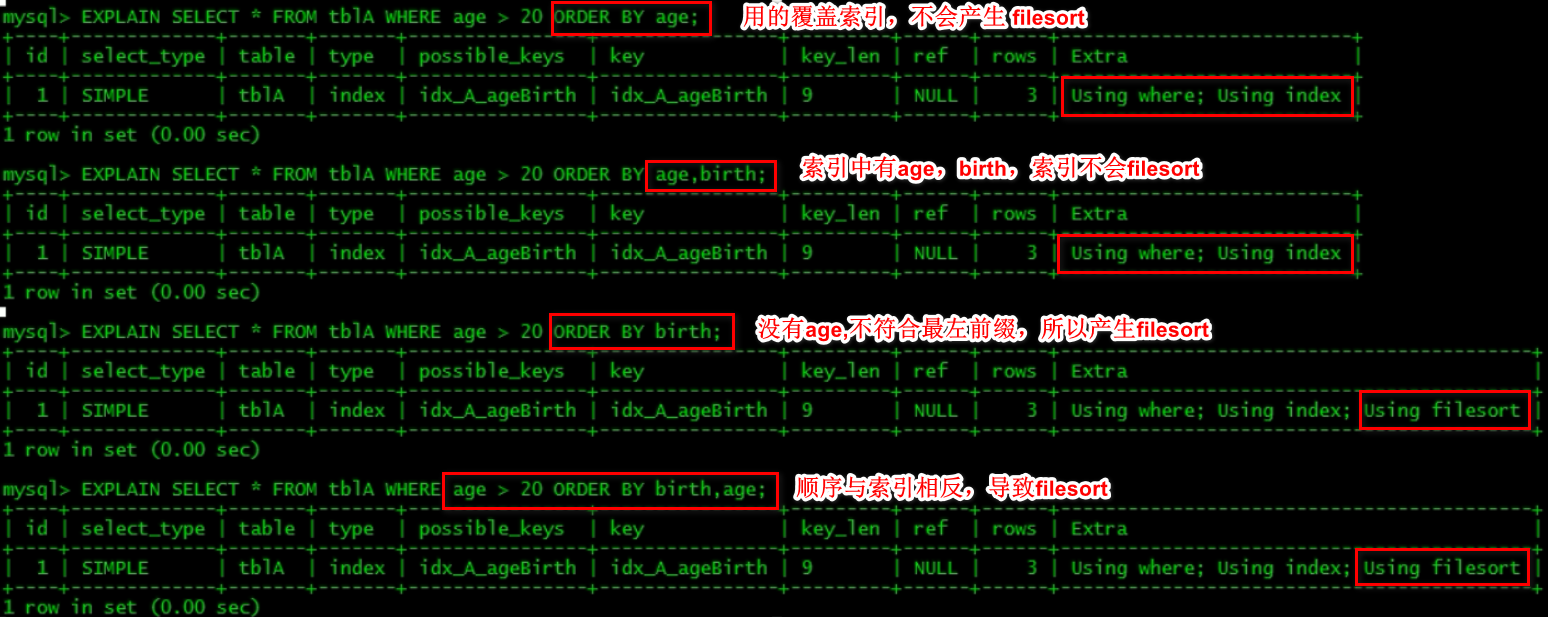 mysql> EXPLAIN SELECT * FROM tblA WHERE age > 20 ORDER BY age; 用的覆盖索引，不会产生 filesort
+----+-------------+-------+-------+----------------+----------------+---------+------+------+--------------------------+
| id | select_type | table | type | possible_keys | key | key_len | ref | rows | Extra |
+----+-------------+-------+-------+----------------+----------------+---------+------+------+--------------------------+
| 1 | SIMPLE | tblA | index | idx_A_ageBirth | idx_A_ageBirth | 9 | NULL | 3 | Using where; Using index |
+----+-------------+-------+-------+----------------+----------------+---------+------+------+--------------------------+
1 row in set (0.00 sec)
mysql> EXPLAIN SELECT * FROM tblA WHERE age > 20 ORDER BY age,birth; 索引中有age，birth，索引不会filesort
+----+-------------+-------+-------+----------------+----------------+---------+------+------+--------------------------+
| id | select_type | table | type | possible_keys | key | key_len | ref | rows | Extra |
+----+-------------+-------+-------+----------------+----------------+---------+------+------+--------------------------+
| 1 | SIMPLE | tblA | index | idx_A_ageBirth | idx_A_ageBirth | 9 | NULL | 3 | Using where; Using index |
+----+-------------+-------+-------+----------------+----------------+---------+------+------+--------------------------+
1 row in set (0.00 sec)
mysql> EXPLAIN SELECT * FROM tblA WHERE age > 20 ORDER BY birth; 没有age,不符合最左前缀，所以产生filesort
+----+-------------+-------+-------+----------------+----------------+---------+------+------+------------------------------------------+
| id | select_type | table | type | possible_keys | key | key_len | ref | rows | Extra |
+----+-------------+-------+-------+----------------+----------------+---------+------+------+------------------------------------------+
| 1 | SIMPLE | tblA | index | idx_A_ageBirth | idx_A_ageBirth | 9 | NULL | 3 | Using where; Using index; Using filesort |
+----+-------------+-------+-------+----------------+----------------+---------+------+------+------------------------------------------+
1 row in set (0.00 sec)
mysql> EXPLAIN SELECT * FROM tblA WHERE age > 20 ORDER BY birth,age; 顺序与索引相反，导致filesort
+----+-------------+-------+-------+----------------+----------------+---------+------+------+------------------------------------------+
| id | select_type | table | type | possible_keys | key | key_len | ref | rows | Extra |
+----+-------------+-------+-------+----------------+----------------+---------+------+------+------------------------------------------+
| 1 | SIMPLE | tblA | index | idx_A_ageBirth | idx_A_ageBirth | 9 | NULL | 3 | Using where; Using index; Using filesort |
+----+-------------+-------+-------+----------------+----------------+---------+------+------+------------------------------------------+
1 row in set (0.00 sec)